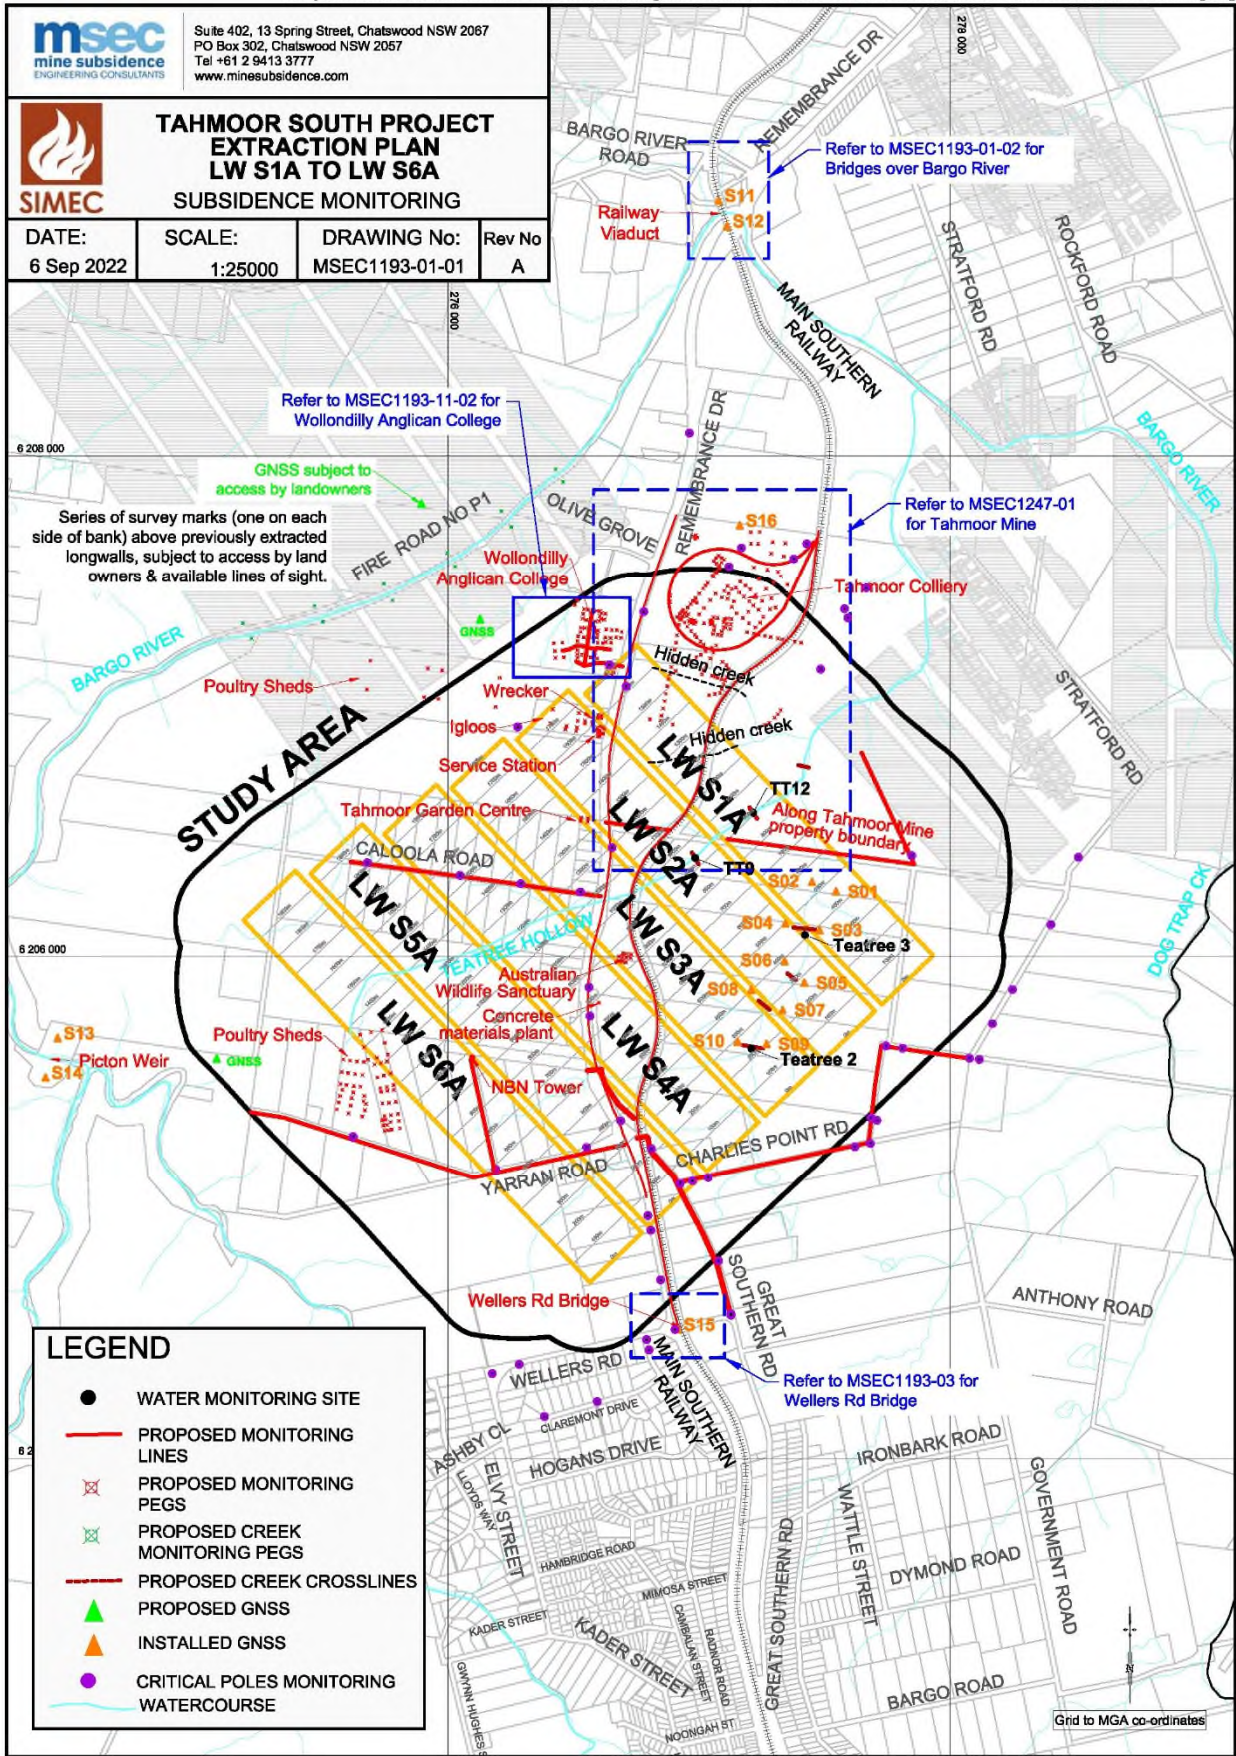 msec
mine subsidence
ENGINEERING CONSULTANTS
Suite 402, 13 Spring Street, Chatswood NSW 2067
PO Box 302, Chatswood NSW 2057
Tel +61 2 9413 3777
www.minesubsidence.com
SIMEC
TAHMOOR SOUTH PROJECT
EXTRACTION PLAN
LW S1A TO LW S6A
SUBSIDENCE MONITORING
DATE:
6 Sep 2022
SCALE:
1:25000
DRAWING No:
MSEC1193-01-01
Rev No
A
278 000
REMEMBRANCE DR
BARGO RIVER
ROAD
Refer to MSEC1193-01-02 for
Bridges over Bargo River
S11
S12
Railway
Viaduct
STRATFORD RD
ROCKFORD ROAD
MAIN SOUTHERN
RAILWAY
276 000
Refer to MSEC1193-11-02 for
Wollondilly Anglican College
REMEMBRANCE DR
BARGO RIVER
6 208 000
GNSS subject to
access by landowners
Series of survey marks (one on each
side of bank) above previously extracted
longwalls, subject to access by land
owners & available lines of sight.
FIRE ROAD NO P1
OLIVE GROVE
S16
Refer to MSEC1247-01
for Tahmoor Mine
Wollondilly
Anglican College
Tahmoor Colliery
GNSS
BARGO RIVER
Hidden creek
Poultry Sheds
Wrecker
STRATFORD RD
Igloos
Hidden creek
STUDY AREA
Service Station
LW S1A
TT12
Tahmoor Garden Centre
Along Tahmoor Mine
property boundary
LW S2A
CALOOLA ROAD
TT9
S02
S01
LW S5A
LW S3A
S04
S03
Teatree 3
DOG TRAP CK
6 206 000
TEATREE HOLLOW
S06
Australian
Wildlife Sanctuary
S05
S08
S07
Concrete
materials plant
LW S6A
LW S4A
Poultry Sheds
S13
Picton Weir
S14
GNSS
S10
S09
Teatree 2
NBN Tower
CHARLIES POINT RD
YARRAN ROAD
GREAT
SOUTHERN RD
ANTHONY ROAD
Wellers Rd Bridge
S15
MAIN SOUTHERN
RAILWAY
WELLERS RD
Refer to MSEC1193-03 for
Wellers Rd Bridge
CLAREMONT DRIVE
ASHBY CL
HOGANS DRIVE
IRONBARK ROAD
LLOYDS WAY
ELVY STREET
GOVERNMENT ROAD
WATTLE STREET
HAMBRIDGE ROAD
GREAT SOUTHERN RD
DYMOND ROAD
MIMOSA STREET
KADER STREET
KADER STREET
CAMBALAN STREET
RADNOR ROAD
GWYNN HUGHES S
BARGO ROAD
NOONGAH ST
N
Grid to MGA co-ordinates
LEGEND
WATER MONITORING SITE
PROPOSED MONITORING
LINES
PROPOSED MONITORING
PEGS
PROPOSED CREEK
MONITORING PEGS
PROPOSED CREEK CROSSLINES
PROPOSED GNSS
INSTALLED GNSS
CRITICAL POLES MONITORING
WATERCOURSE